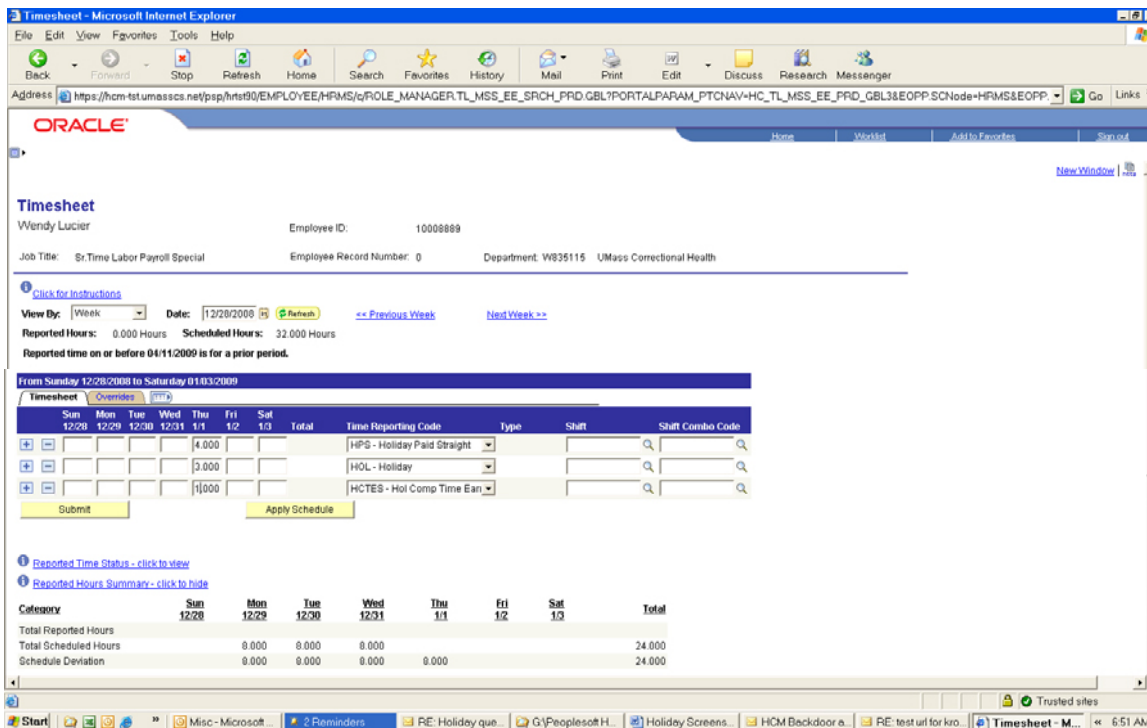 Timesheet - Microsoft Internet Explorer
File Edit View Favorites Tools Help
Back Forward Stop Refresh Home Search Favorites History Mail Print Edit Discuss Research Messenger
Address https://hcm-tst.umasscs.net/psp/hrtst90/EMPLOYEE/HRMS/c/ROLE_MANAGER.TL_MSS_EE_SRCH_PRD.GBL?PORTALPARAM_PTCNAV=HC_TL_MSS_EE_PRD_GBL3&EOPP.SCNode=HRMS&EOPP. Go Links
ORACLE
Home Worklist Add to Favorites Sign out
New Window
Timesheet
Wendy Lucier Employee ID: 10008889
Job Title: Sr.Time Labor Payroll Special Employee Record Number: 0 Department: W835115 UMass Correctional Health
Click for Instructions
View By: Week Date: 12/28/2008 Refresh << Previous Week Next Week >>
Reported Hours: 0.000 Hours Scheduled Hours: 32.000 Hours
Reported time on or before 04/11/2009 is for a prior period.
From Sunday 12/28/2008 to Saturday 01/03/2009
Timesheet Overrides
Sun Mon Tue Wed Thu Fri Sat
12/28 12/29 12/30 12/31 1/1 1/2 1/3 Total Time Reporting Code Type Shift Shift Combo Code
4.000 HPS - Holiday Paid Straight
3.000 HOL - Holiday
1.000 HCTES - Hol Comp Time Earn
Submit Apply Schedule
Reported Time Status - click to view
Reported Hours Summary - click to hide
Category Sun 12/28 Mon 12/29 Tue 12/30 Wed 12/31 Thu 1/1 Fri 1/2 Sat 1/3 Total
Total Reported Hours
Total Scheduled Hours 8.000 8.000 8.000 24.000
Schedule Deviation 8.000 8.000 8.000 0.000 24.000
Trusted sites
Start Misc - Microsoft ... 2 Reminders RE: Holiday que... G:\Peoplesoft H... Holiday Screens... HCM Backdoor a... RE: test url for kro... Timesheet - M... 6:51 AM